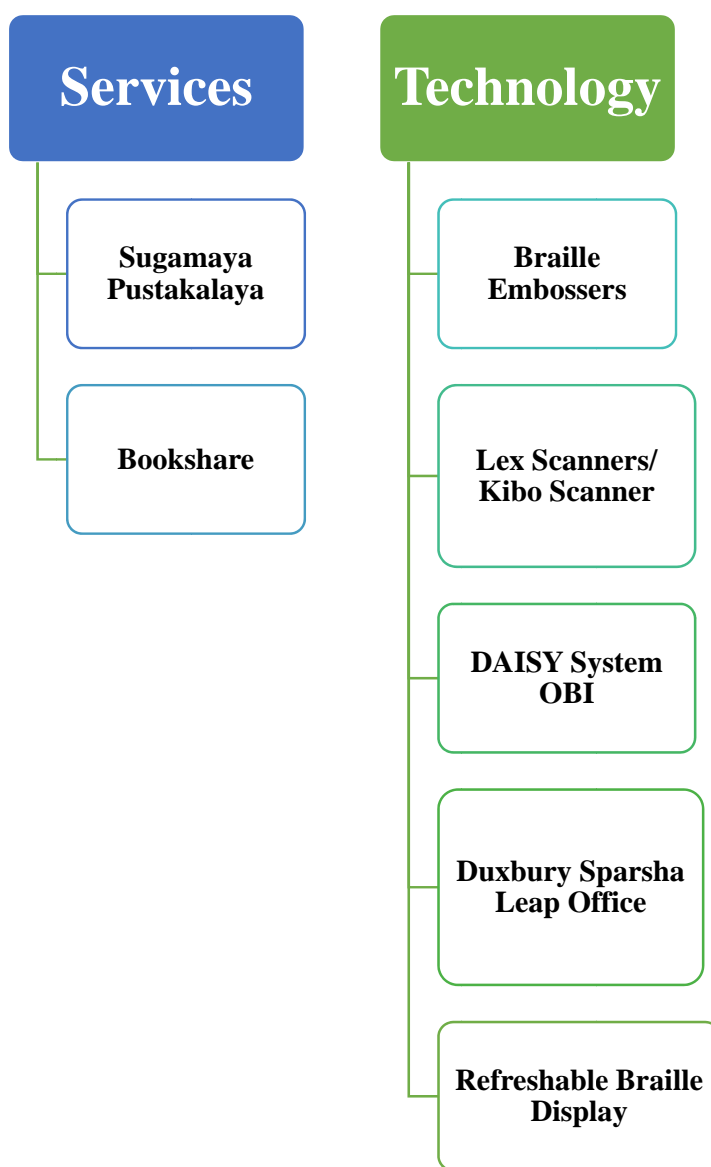 Services
Sugamaya
Pustakalaya
Bookshare
Technology
Braille
Embossers
Lex Scanners/
Kibo Scanner
DAISY System
OBI
Duxbury Sparsha
Leap Office
Refreshable Braille
Display